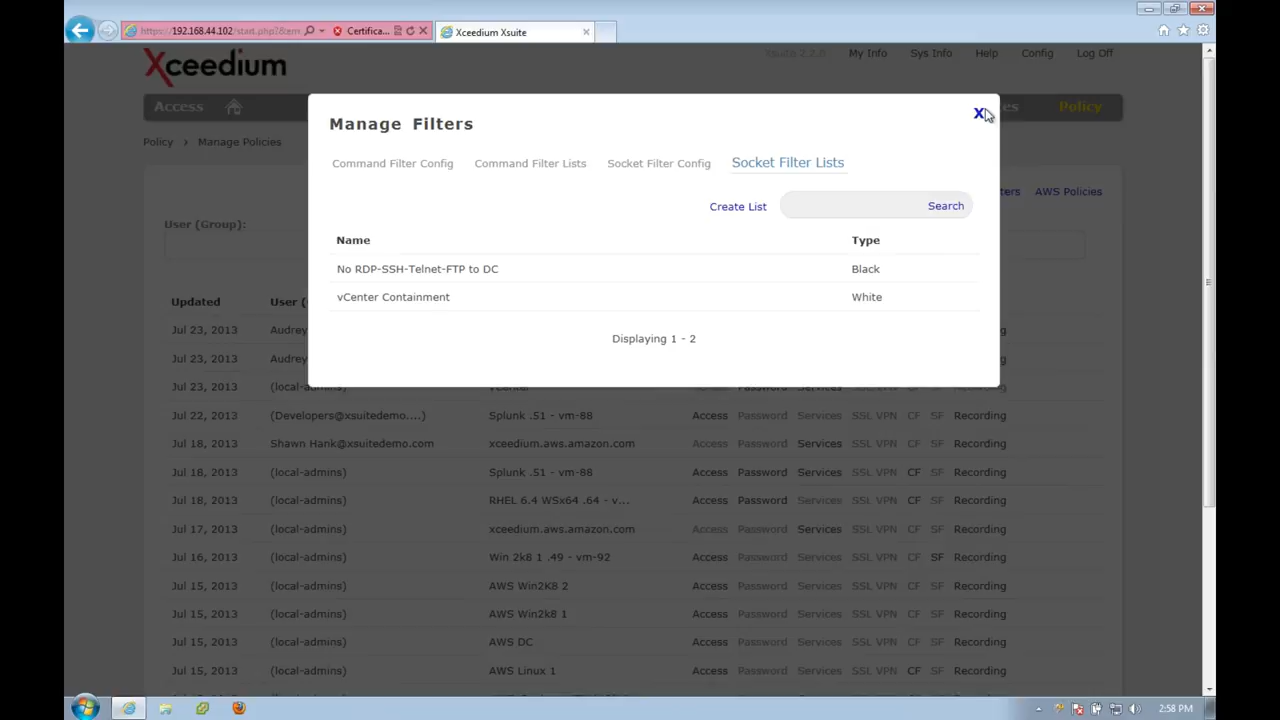 https://192.168.44.102/start.php?&em
Certifica...
Xceedium Xsuite
Xceedium
Xsuite 2.2.0
My Info
Sys Info
Help
Config
Log Off
Access
es
Policy
Policy > Manage Policies
Manage Filters
X
Command Filter Config
Command Filter Lists
Socket Filter Config
Socket Filter Lists
ters
AWS Policies
User (Group):
Create List
Search
Name Type
No RDP-SSH-Telnet-FTP to DC Black
vCenter Containment White
Displaying 1 - 2
Updated User (
Jul 23, 2013 Audrey
Jul 23, 2013 Audrey
Jul 23, 2013 (local-admins)
Jul 22, 2013 (Developers@xsuitedemo....) Splunk .51 - vm-88 Access Password Services SSL VPN CF SF Recording
Jul 18, 2013 Shawn Hank@xsuitedemo.com xceedium.aws.amazon.com Access Password Services SSL VPN CF SF Recording
Jul 18, 2013 (local-admins) Splunk .51 - vm-88 Access Password Services SSL VPN CF SF Recording
Jul 18, 2013 (local-admins) RHEL 6.4 WSx64 .64 - v... Access Password Services SSL VPN CF SF Recording
Jul 17, 2013 (local-admins) xceedium.aws.amazon.com Access Password Services SSL VPN CF SF Recording
Jul 16, 2013 (local-admins) Win 2k8 1 .49 - vm-92 Access Password Services SSL VPN CF SF Recording
Jul 15, 2013 (local-admins) AWS Win2K8 2 Access Password Services SSL VPN CF SF Recording
Jul 15, 2013 (local-admins) AWS Win2k8 1 Access Password Services SSL VPN CF SF Recording
Jul 15, 2013 (local-admins) AWS DC Access Password Services SSL VPN CF SF Recording
Jul 15, 2013 (local-admins) AWS Linux 1 Access Password Services SSL VPN CF SF Recording
2:58 PM